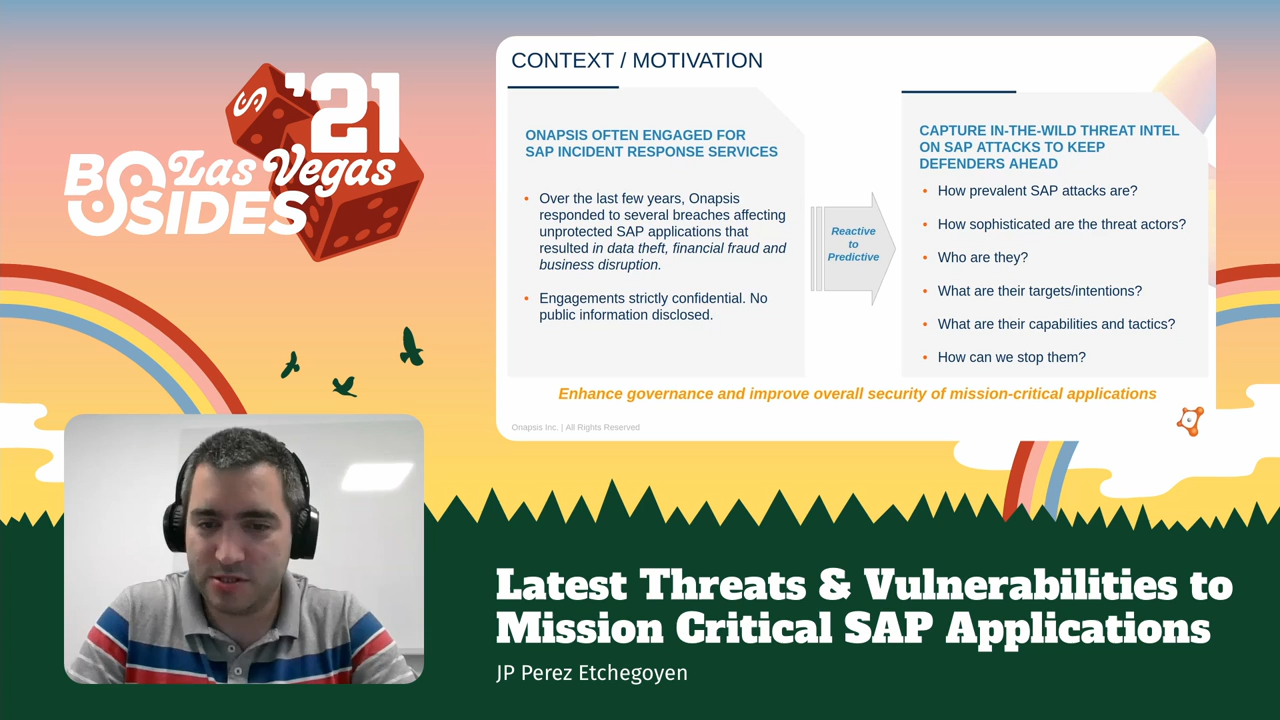 '21
Las Vegas
BSIDES
CONTEXT / MOTIVATION
ONAPSIS OFTEN ENGAGED FOR
SAP INCIDENT RESPONSE SERVICES
• Over the last few years, Onapsis
responded to several breaches affecting
unprotected SAP applications that
resulted in data theft, financial fraud and
business disruption.
• Engagements strictly confidential. No
public information disclosed.
Reactive
to
Predictive
CAPTURE IN-THE-WILD THREAT INTEL
ON SAP ATTACKS TO KEEP
DEFENDERS AHEAD
• How prevalent SAP attacks are?
• How sophisticated are the threat actors?
• Who are they?
• What are their targets/intentions?
• What are their capabilities and tactics?
• How can we stop them?
Enhance governance and improve overall security of mission-critical applications
Onapsis Inc. | All Rights Reserved
Latest Threats & Vulnerabilities to
Mission Critical SAP Applications
JP Perez Etchegoyen